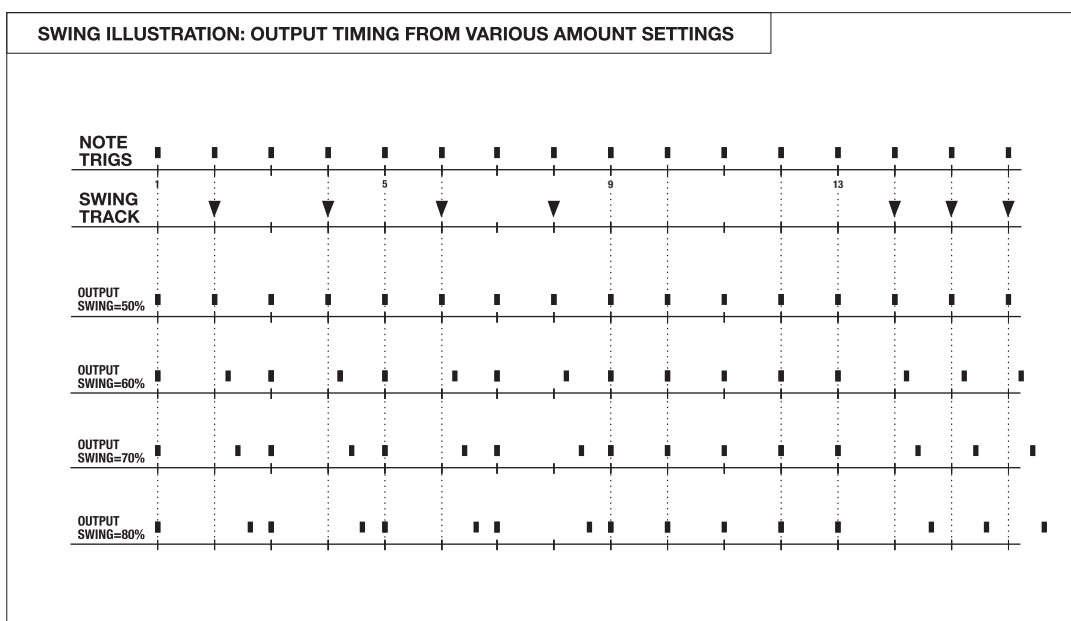 SWING ILLUSTRATION: OUTPUT TIMING FROM VARIOUS AMOUNT SETTINGS
NOTE
TRIGS
1 5 9 13
SWING
TRACK
OUTPUT
SWING=50%
OUTPUT
SWING=60%
OUTPUT
SWING=70%
OUTPUT
SWING=80%